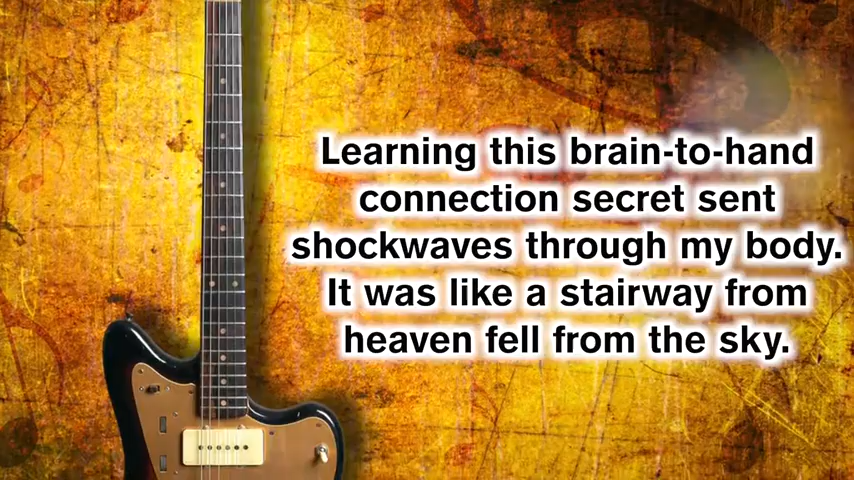 Learning this brain-to-hand
connection secret sent
shockwaves through my body.
It was like a stairway from
heaven fell from the sky.